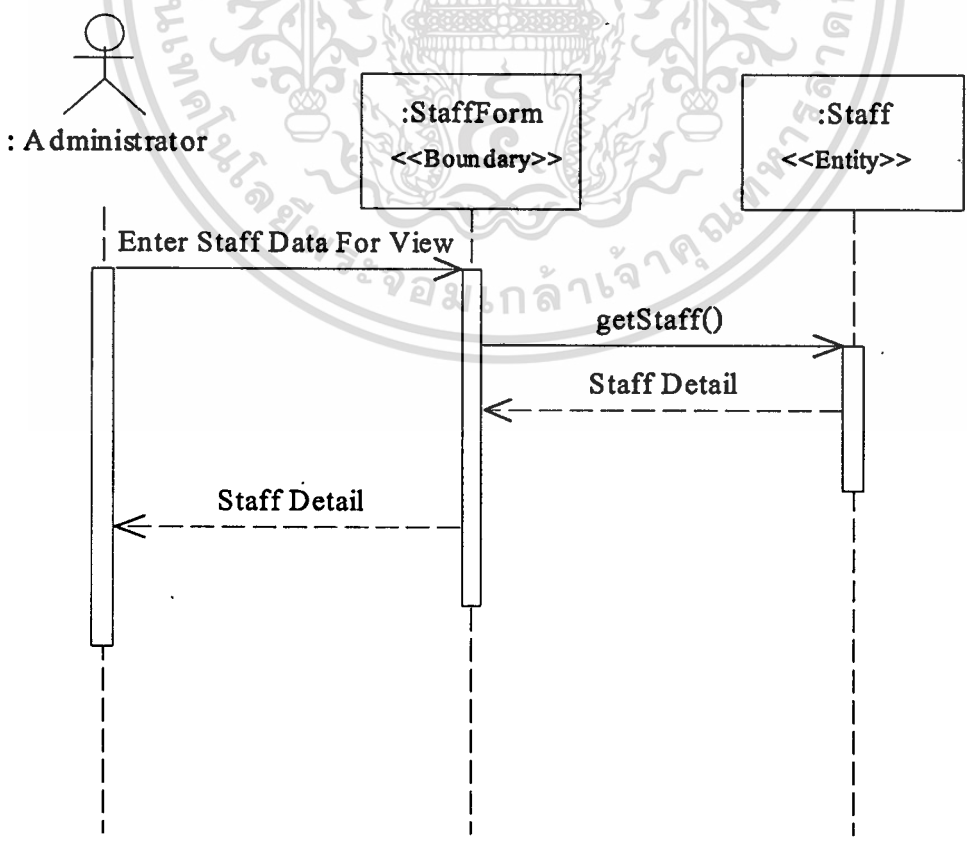 : Administrator
:StaffForm
<<Boundary>>
:Staff
<<Entity>>
Enter Staff Data For View
getStaff()
Staff Detail
Staff Detail